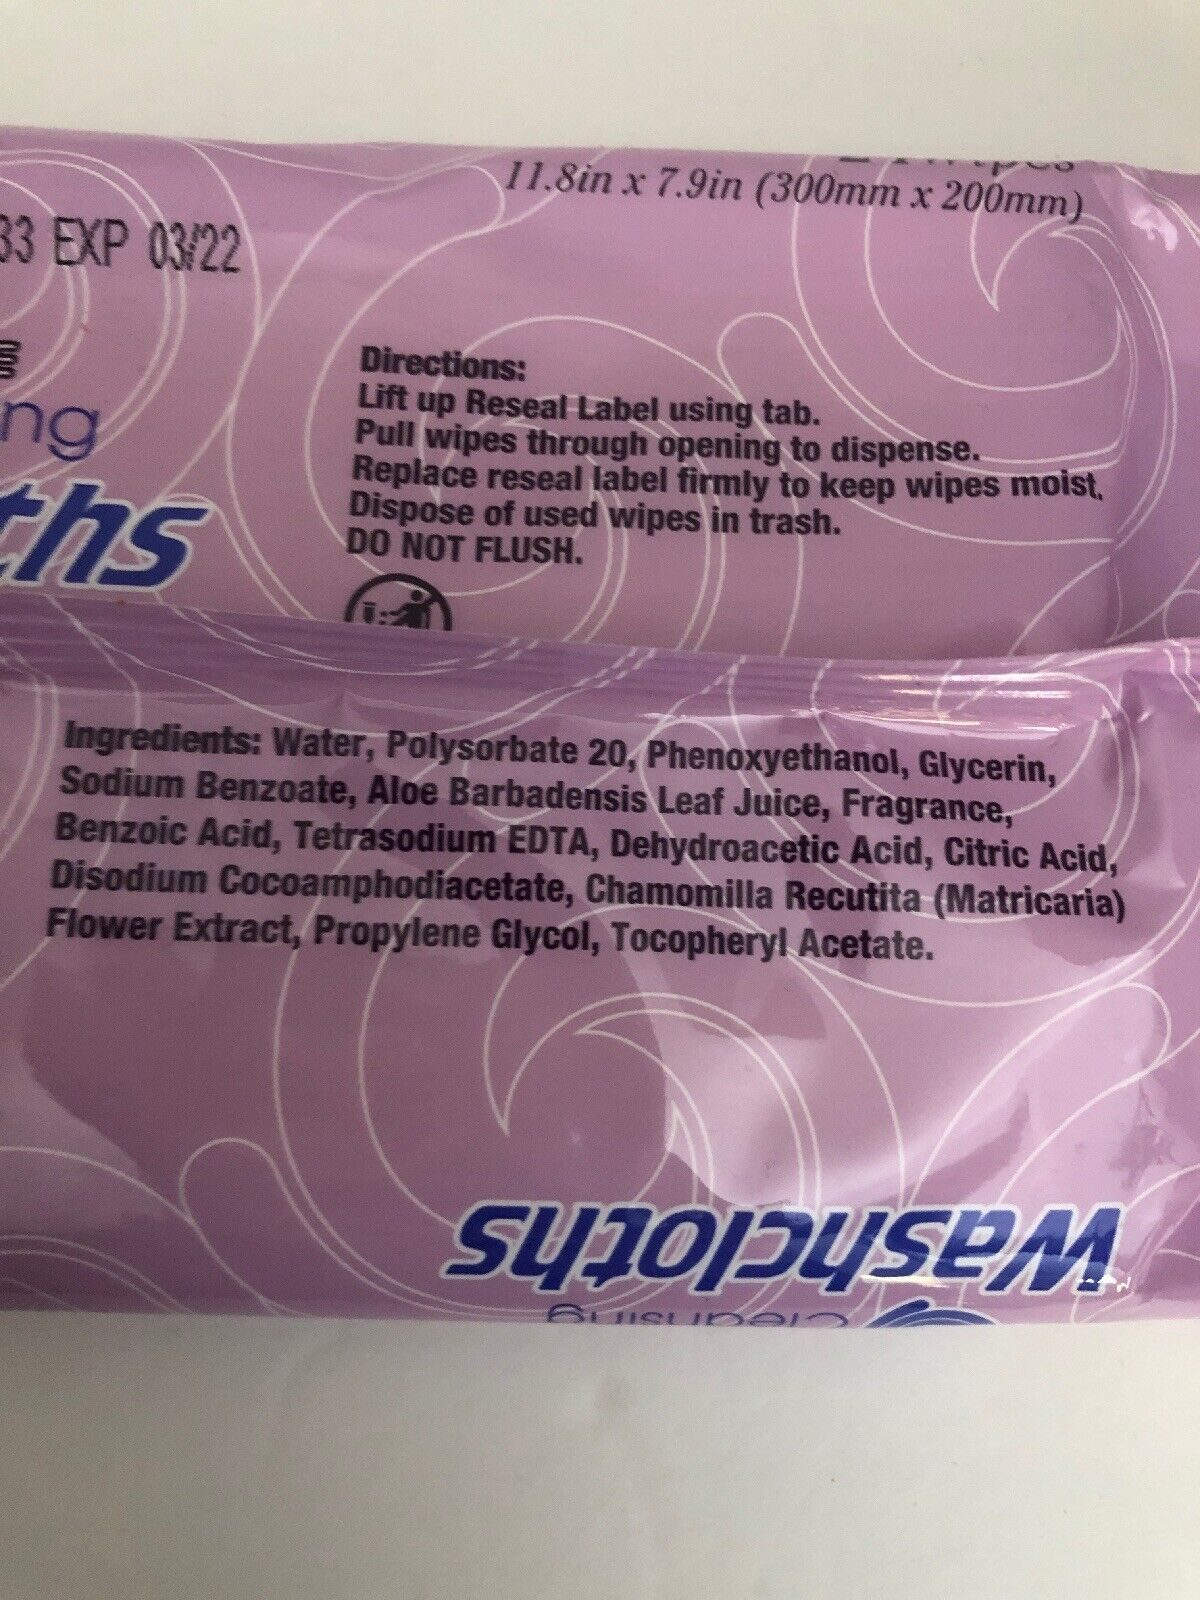 11.8in x 7.9in (300mm x 200mm)
33 EXP 03/22
Directions:
Lift up Reseal Label using tab.
Pull wipes through opening to dispense.
Replace reseal label firmly to keep wipes moist.
Dispose of used wipes in trash.
DO NOT FLUSH.
ng
ths
Ingredients: Water, Polysorbate 20, Phenoxyethanol, Glycerin,
Sodium Benzoate, Aloe Barbadensis Leaf Juice, Fragrance,
Benzoic Acid, Tetrasodium EDTA, Dehydroacetic Acid, Citric Acid,
Disodium Cocoamphodiacetate, Chamomilla Recutita (Matricaria)
Flower Extract, Propylene Glycol, Tocopheryl Acetate.
Cleansing
Washcloths